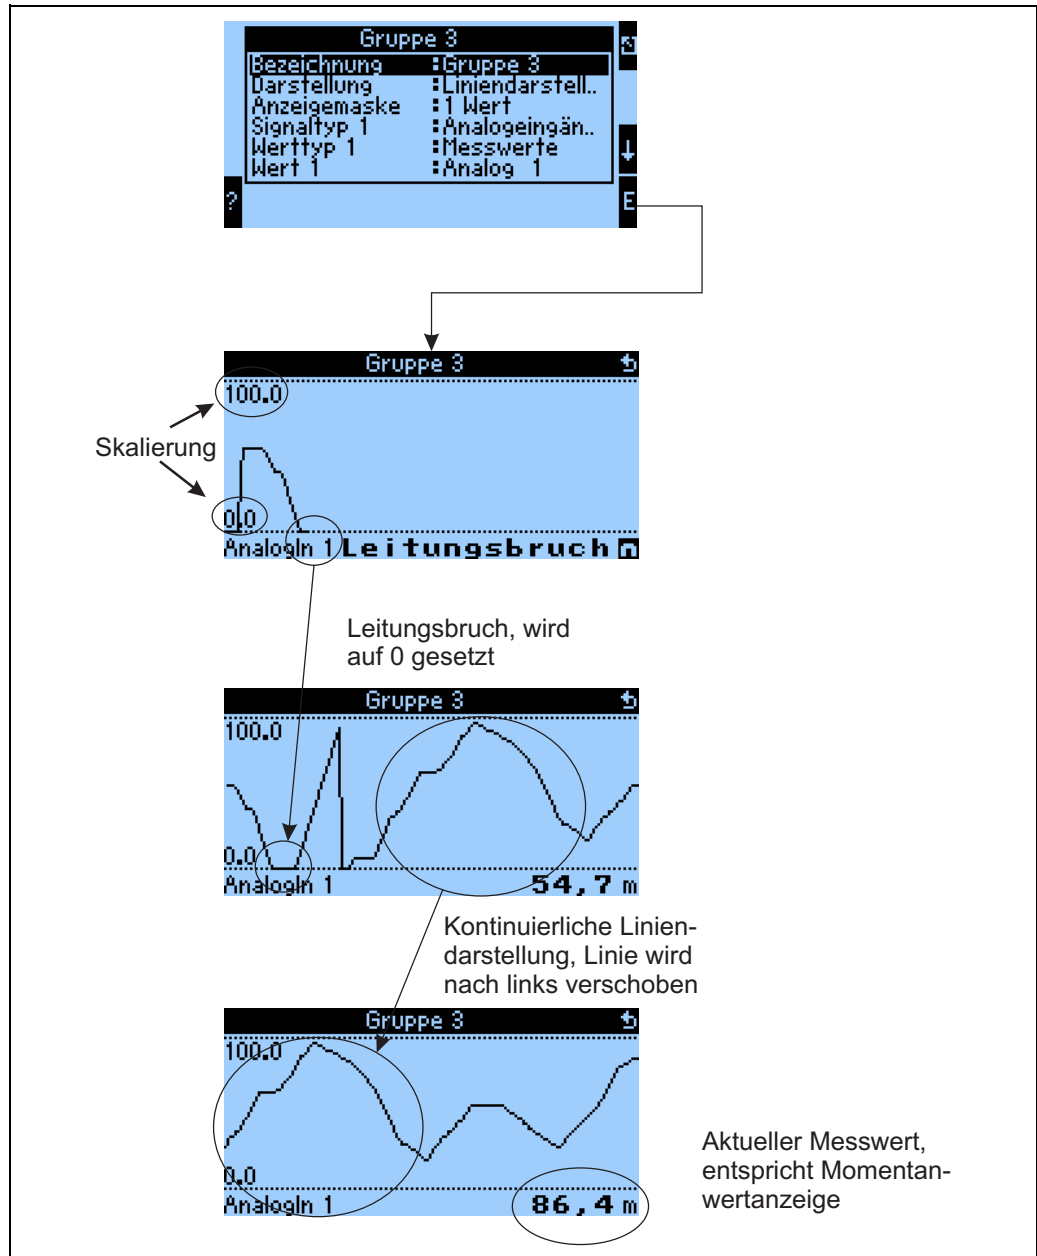 Gruppe 3
Bezeichnung :Gruppe 3
Darstellung :Liniendarstell..
Anzeigemaske :1 Wert
Signaltyp 1 :Analogeingän..
Werttyp 1 :Messwerte
Wert 1 :Analog 1
?
E
Gruppe 3
100.0
Skalierung
0.0
AnalogIn 1 Leitungsbruch
Leitungsbruch, wird
auf 0 gesetzt
Gruppe 3
100.0
0.0
AnalogIn 1 54,7 m
Kontinuierliche Linien-
darstellung, Linie wird
nach links verschoben
Gruppe 3
100.0
0.0
AnalogIn 1 86,4 m
Aktueller Messwert,
entspricht Momentan-
wertanzeige